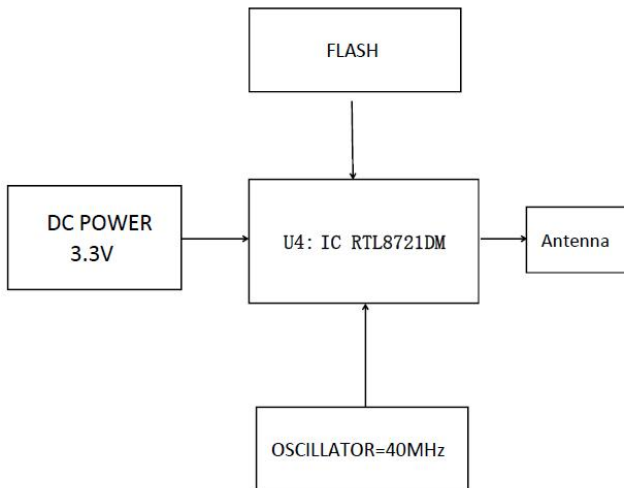 FLASH
DC POWER
3.3V
U4: IC RTL8721DM
Antenna
OSCILLATOR=40MHz